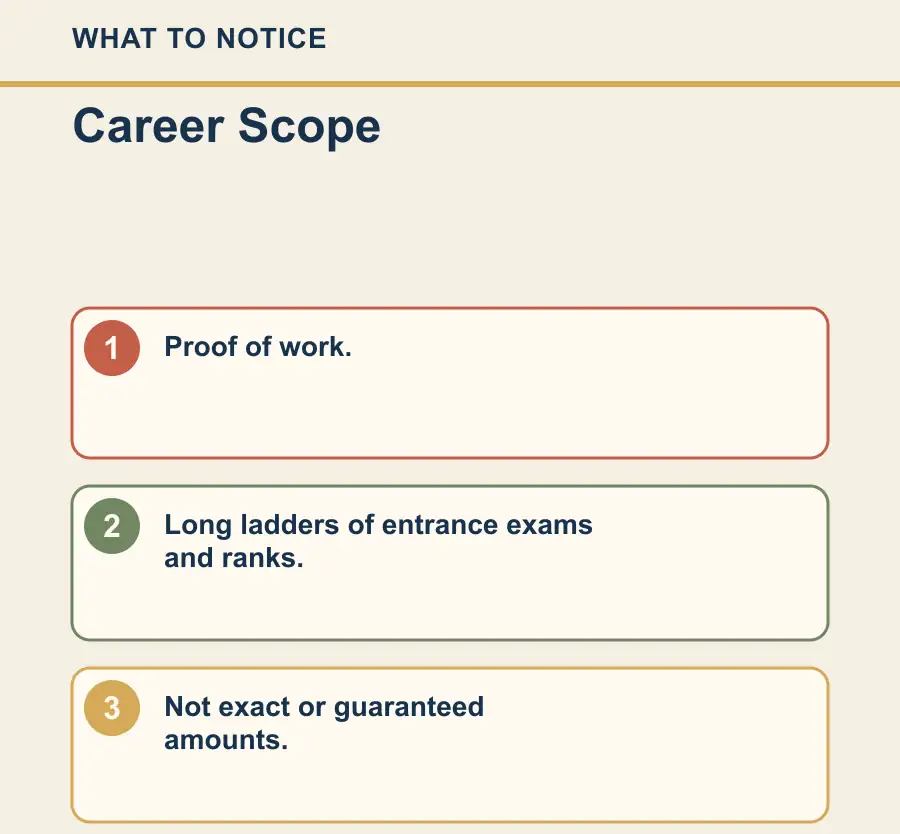 WHAT TO NOTICE
Career Scope
1
Proof of work.
2
Long ladders of entrance exams
and ranks.
3
Not exact or guaranteed
amounts.